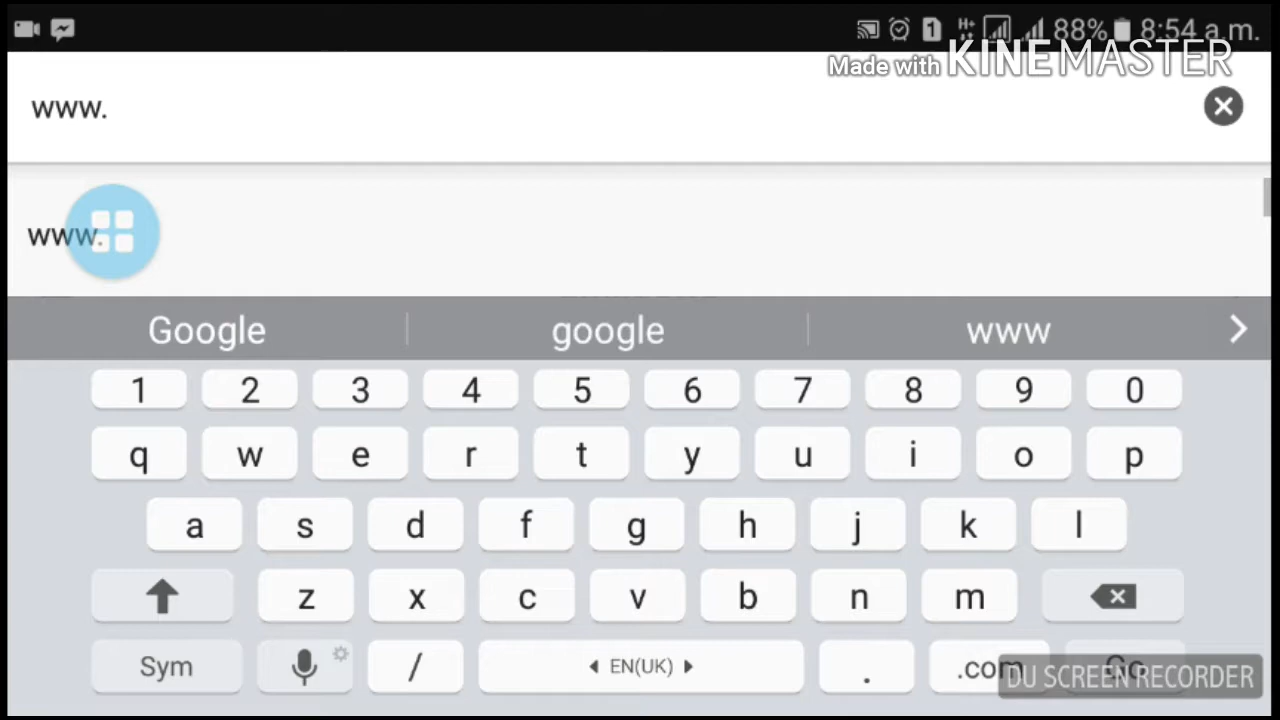 88% 8:54 a.m.
Made with KINEMASTER
www.
www.
Google google www
1 2 3 4 5 6 7 8 9 0
q w e r t y u i o p
a s d f g h j k l
z x c v b n m
Sym / EN(UK) . .com Go
DU SCREEN RECORDER